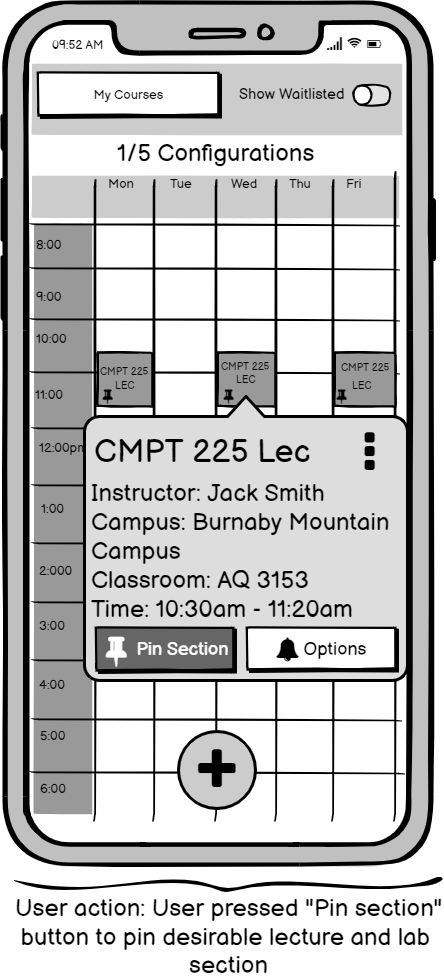 09:52 AM
My Courses
Show Waitlisted
1/5 Configurations
Mon Tue Wed Thu Fri
8:00
9:00
10:00
CMPT 225
LEC
CMPT 225
LEC
CMPT 225
LEC
11:00
12:00pm
CMPT 225 Lec
Instructor: Jack Smith
Campus: Burnaby Mountain
Campus
Classroom: AQ 3153
Time: 10:30am - 11:20am
Pin Section
Options
1:00
2:000
3:00
4:00
5:00
6:00
User action: User pressed "Pin section"
button to pin desirable lecture and lab
section